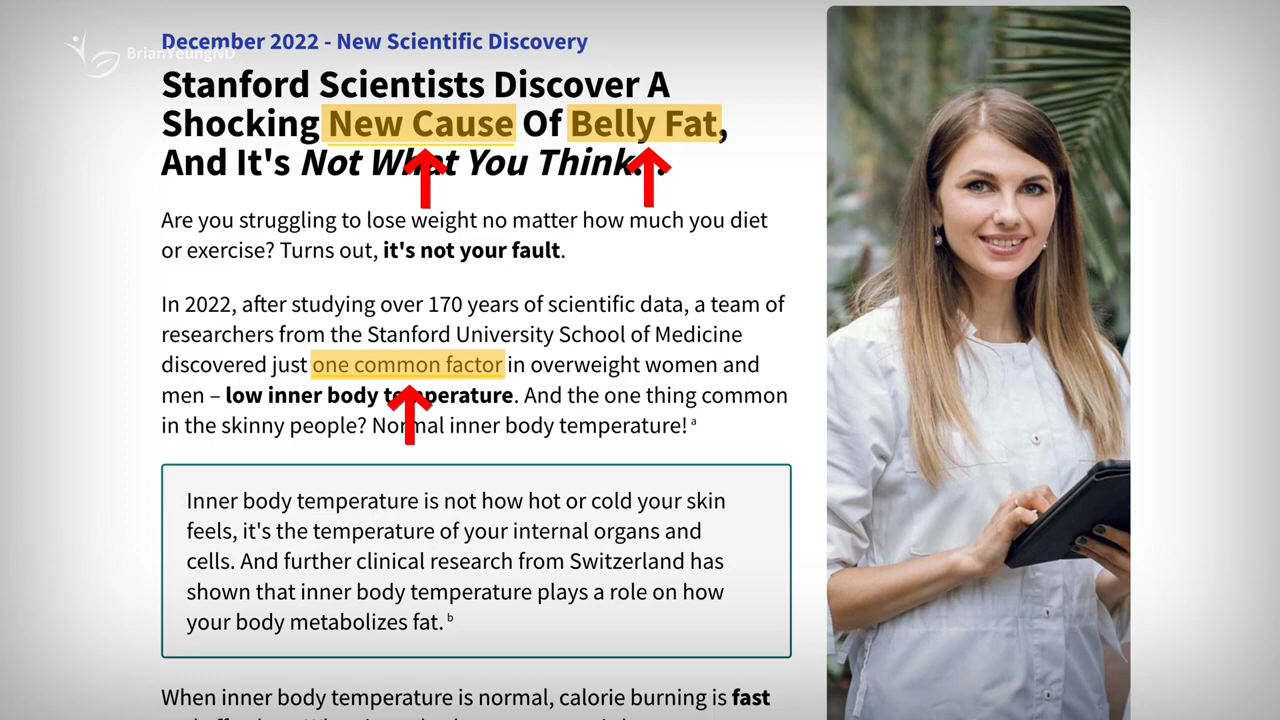 BrianYeungND
December 2022 - New Scientific Discovery
Stanford Scientists Discover A
Shocking New Cause Of Belly Fat,
And It's Not What You Think...
Are you struggling to lose weight no matter how much you diet
or exercise? Turns out, it's not your fault.
In 2022, after studying over 170 years of scientific data, a team of
researchers from the Stanford University School of Medicine
discovered just one common factor in overweight women and
men – low inner body temperature. And the one thing common
in the skinny people? Normal inner body temperature! a
Inner body temperature is not how hot or cold your skin
feels, it's the temperature of your internal organs and
cells. And further clinical research from Switzerland has
shown that inner body temperature plays a role on how
your body metabolizes fat. b
When inner body temperature is normal, calorie burning is fast